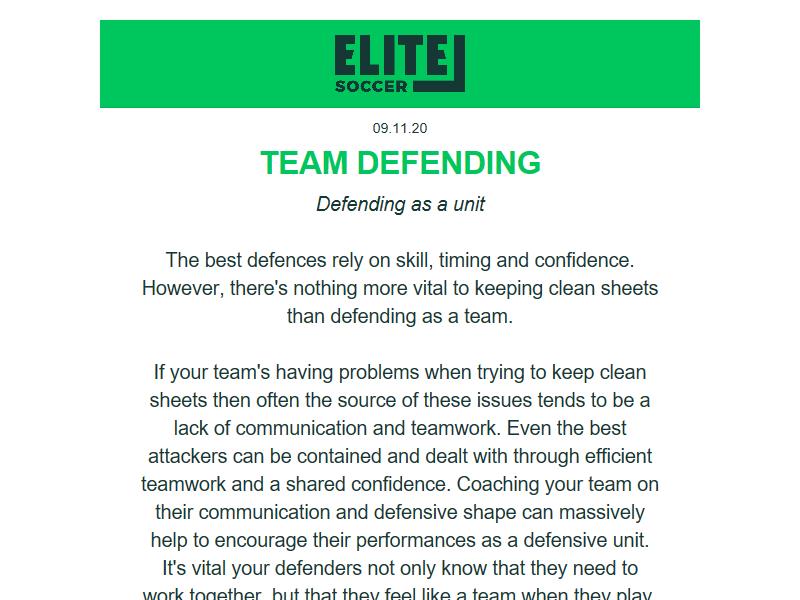 ELITE
SOCCER
09.11.20
TEAM DEFENDING
Defending as a unit
The best defences rely on skill, timing and confidence.
However, there's nothing more vital to keeping clean sheets
than defending as a team.
If your team's having problems when trying to keep clean
sheets then often the source of these issues tends to be a
lack of communication and teamwork. Even the best
attackers can be contained and dealt with through efficient
teamwork and a shared confidence. Coaching your team on
their communication and defensive shape can massively
help to encourage their performances as a defensive unit.
It's vital your defenders not only know that they need to
work together, but that they feel like a team when they play.